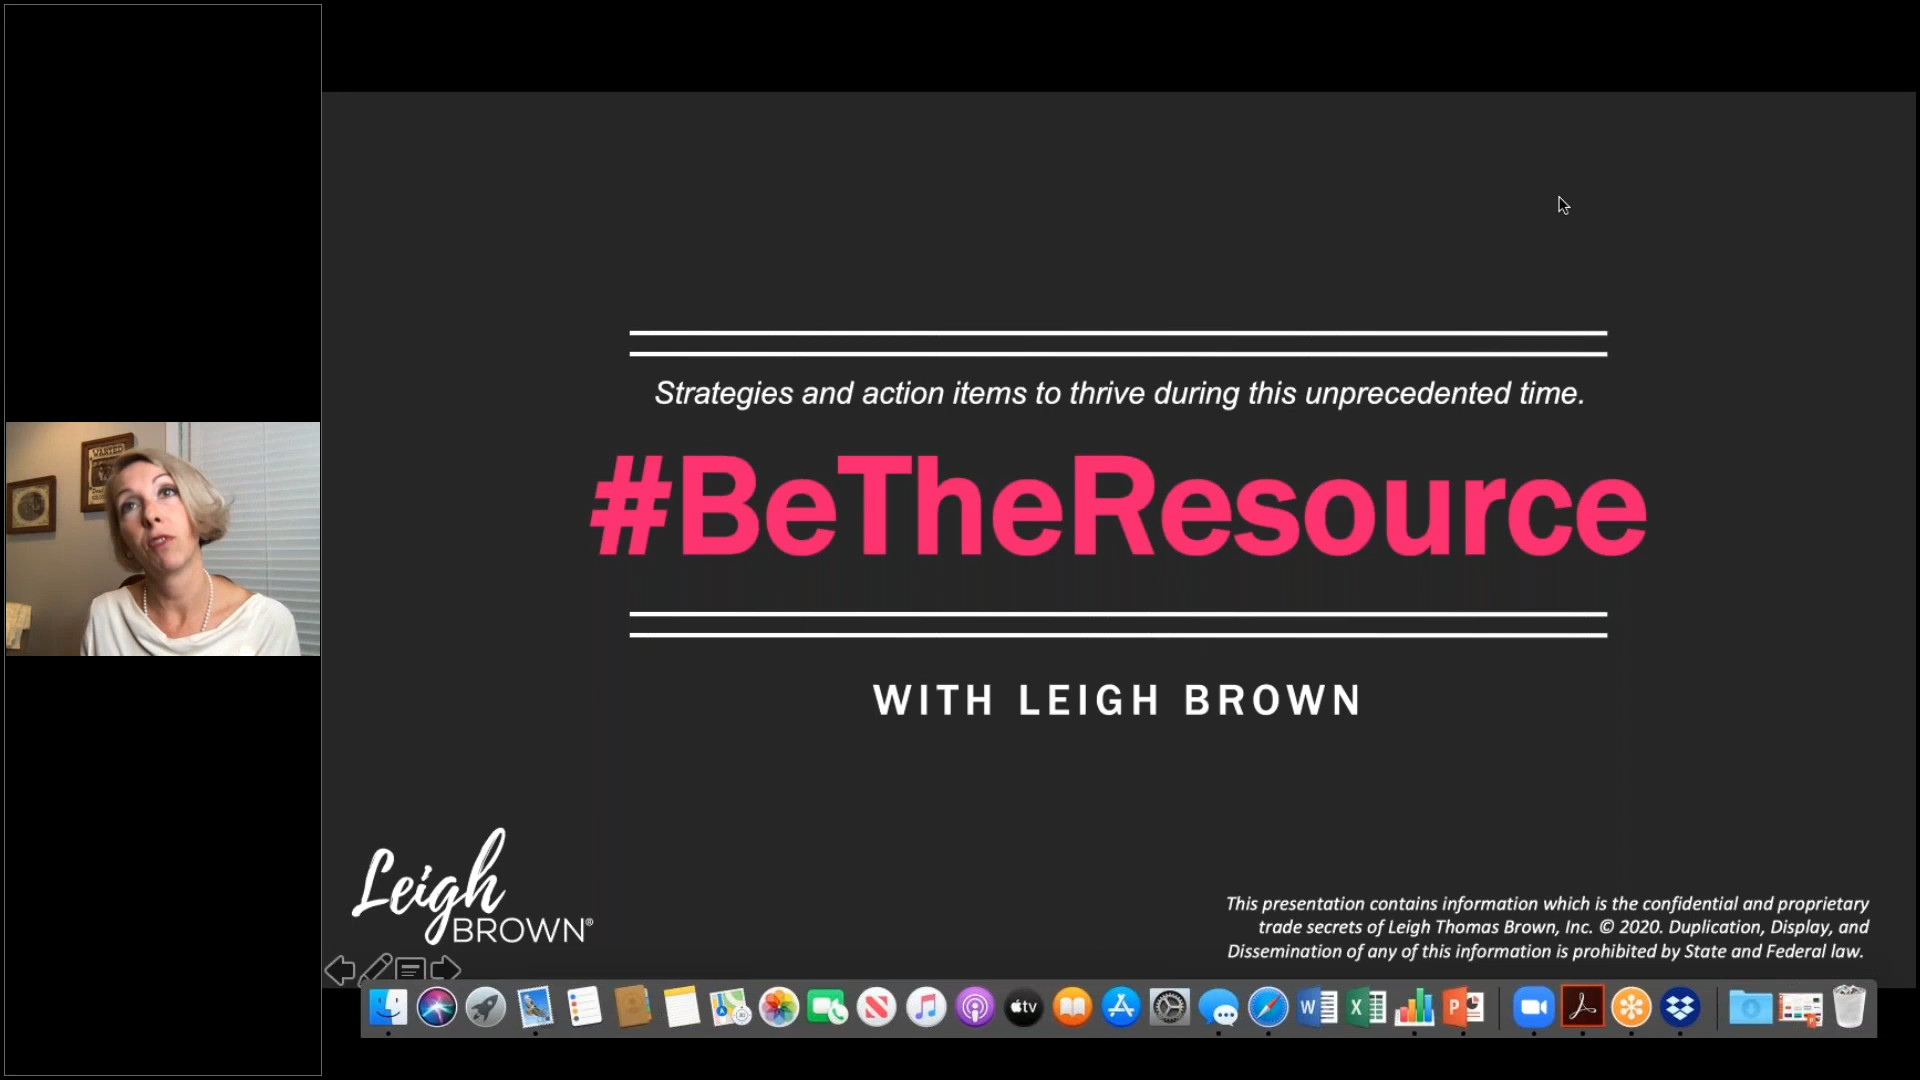 WANTED
Strategies and action items to thrive during this unprecedented time.
#BeTheResource
WITH LEIGH BROWN
Leigh
BROWN®
This presentation contains information which is the confidential and proprietary
trade secrets of Leigh Thomas Brown, Inc. © 2020. Duplication, Display, and
Dissemination of any of this information is prohibited by State and Federal law.
tv
W
X
P